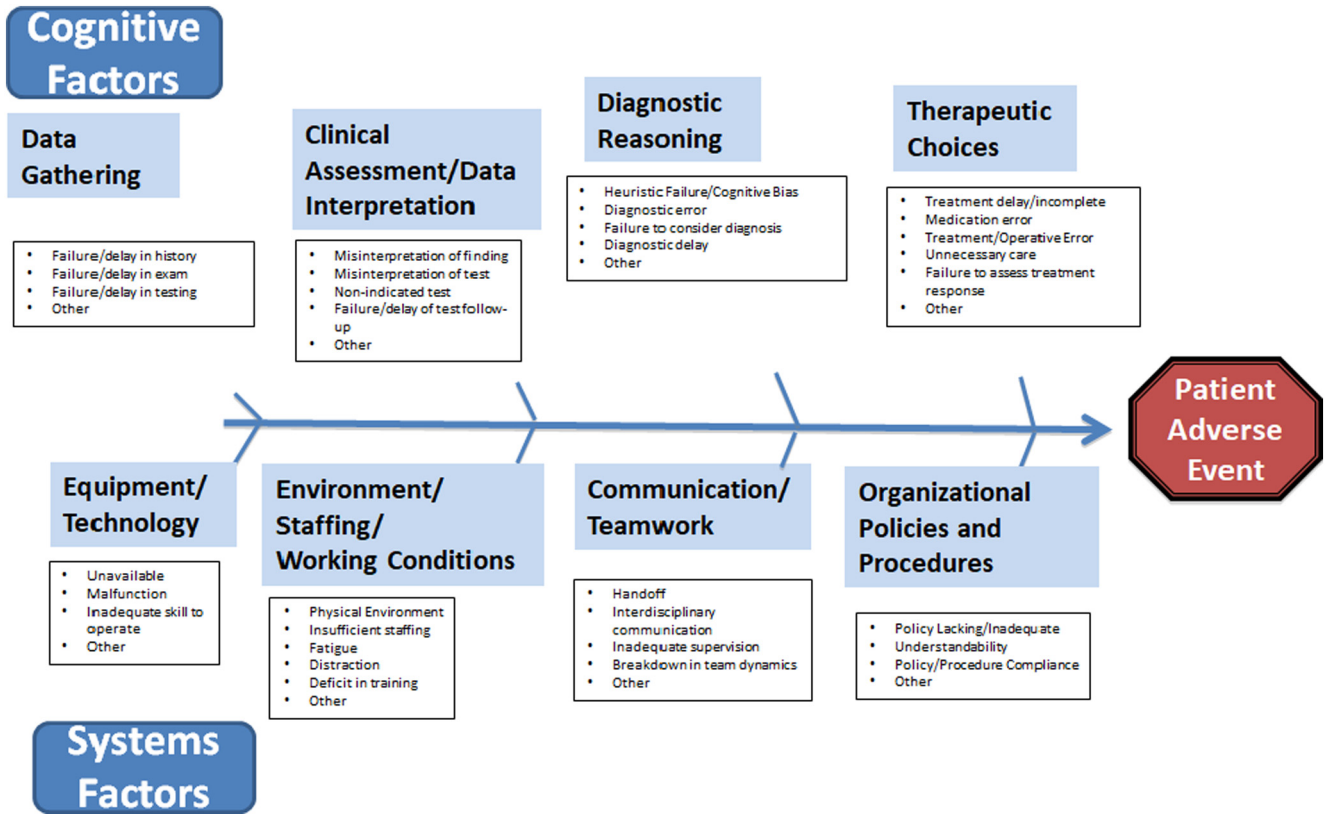 Cognitive
Factors
Data
Gathering
• Failure/delay in history
• Failure/delay in exam
• Failure/delay in testing
• Other
Clinical
Assessment/Data
Interpretation
• Misinterpretation of finding
• Misinterpretation of test
• Non-indicated test
• Failure/delay of test follow-
up
• Other
Diagnostic
Reasoning
• Heuristic Failure/Cognitive Bias
• Diagnostic error
• Failure to consider diagnosis
• Diagnostic delay
• Other
Therapeutic
Choices
• Treatment delay/incomplete
• Medication error
• Treatment/Operative Error
• Unnecessary care
• Failure to assess treatment
response
• Other
Patient
Adverse
Event
Equipment/
Technology
• Unavailable
• Malfunction
• Inadequate skill to
operate
• Other
Environment/
Staffing/
Working Conditions
• Physical Environment
• Insufficient staffing
• Fatigue
• Distraction
• Deficit in training
• Other
Communication/
Teamwork
• Handoff
• Interdisciplinary
communication
• Inadequate supervision
• Breakdown in team dynamics
• Other
Organizational
Policies and
Procedures
• Policy Lacking/Inadequate
• Understandability
• Policy/Procedure Compliance
• Other
Systems
Factors